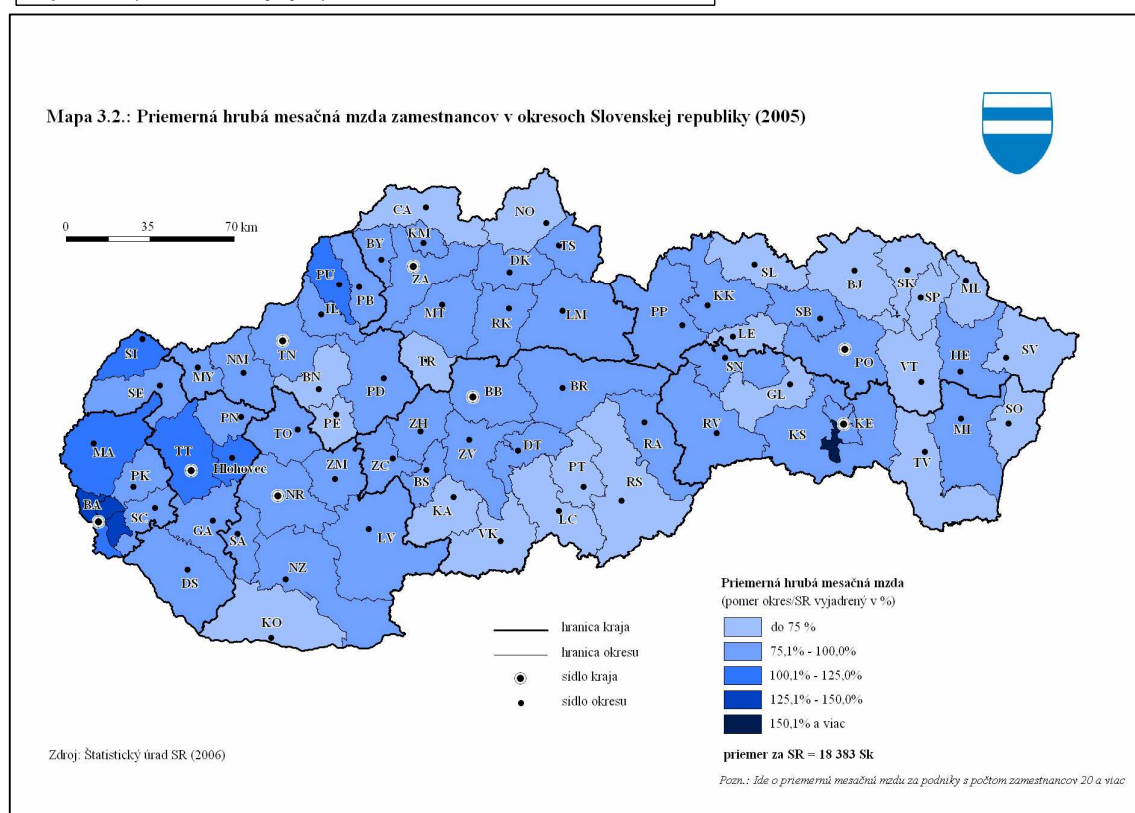 Mapa 3.2.: Priemerná hrubá mesačná mzda zamestnancov v okresoch Slovenskej republiky (2005)
0 35 70 km
CA
NO
BY
KM
TS
ZA
DK
PU
PB
SL
BJ
SK
SP
ML
IL
MT
RK
LM
PP
KK
SB
LE
TN
PO
VT
HE
SV
SI
MY
NM
TR
BN
PD
BB
BR
SN
GL
SE
PN
PE
SO
MA
TT
TO
ZH
RV
KS
KE
MI
Hlohovec
ZV
DT
RA
PK
ZM
ZC
BS
PT
TV
BA
SC
NR
KA
RS
GA
SA
LV
LC
VK
DS
NZ
KO
hranica kraja
hranica okresu
sídlo kraja
sídlo okresu
Priemerná hrubá mesačná mzda
(pomer okres/SR vyjadrený v %)
do 75 %
75,1% - 100,0%
100,1% - 125,0%
125,1% - 150,0%
150,1% a viac
Zdroj: Štatistický úrad SR (2006)
priemer za SR = 18 383 Sk
Pozn.: Ide o priemernú mesačnú mzdu za podniky s počtom zamestnancov 20 a viac